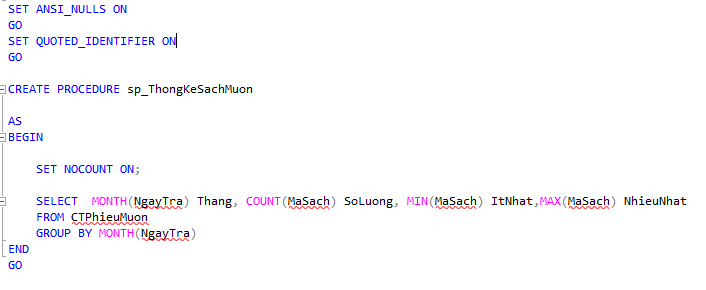 SET ANSI_NULLS ON
GO
SET QUOTED_IDENTIFIER ON
GO
CREATE PROCEDURE sp_ThongKeSachMuon
AS
BEGIN
SET NOCOUNT ON;
SELECT MONTH(NgayTra) Thang, COUNT(MaSach) SoLuong, MIN(MaSach) ItNhat,MAX(MaSach) NhieuNhat
FROM CTPhieuMuon
GROUP BY MONTH(NgayTra)
END
GO